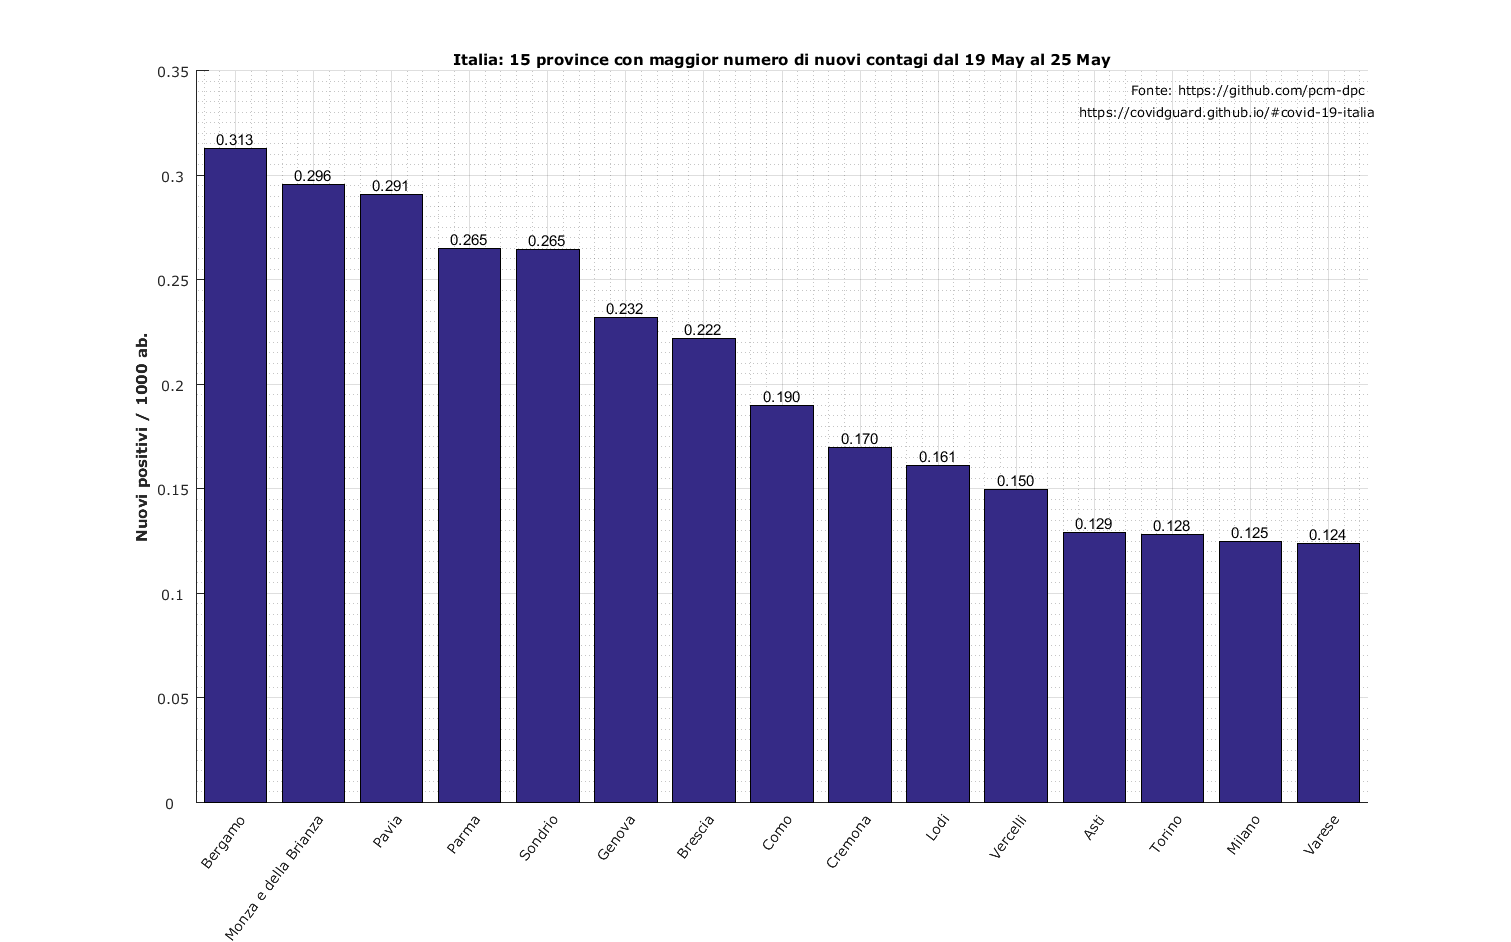 Italia: 15 province con maggior numero di nuovi contagi dal 19 May al 25 May
Fonte: https://github.com/pcm-dpc
https://covidguard.github.io/#covid-19-italia
Nuovi positivi / 1000 ab.
0.35
0.3
0.25
0.2
0.15
0.1
0.05
0
0.313
0.296
0.291
0.265
0.265
0.232
0.222
0.190
0.170
0.161
0.150
0.129
0.128
0.125
0.124
Bergamo
Monza e della Brianza
Pavia
Parma
Sondrio
Genova
Brescia
Como
Cremona
Lodi
Vercelli
Asti
Torino
Milano
Varese